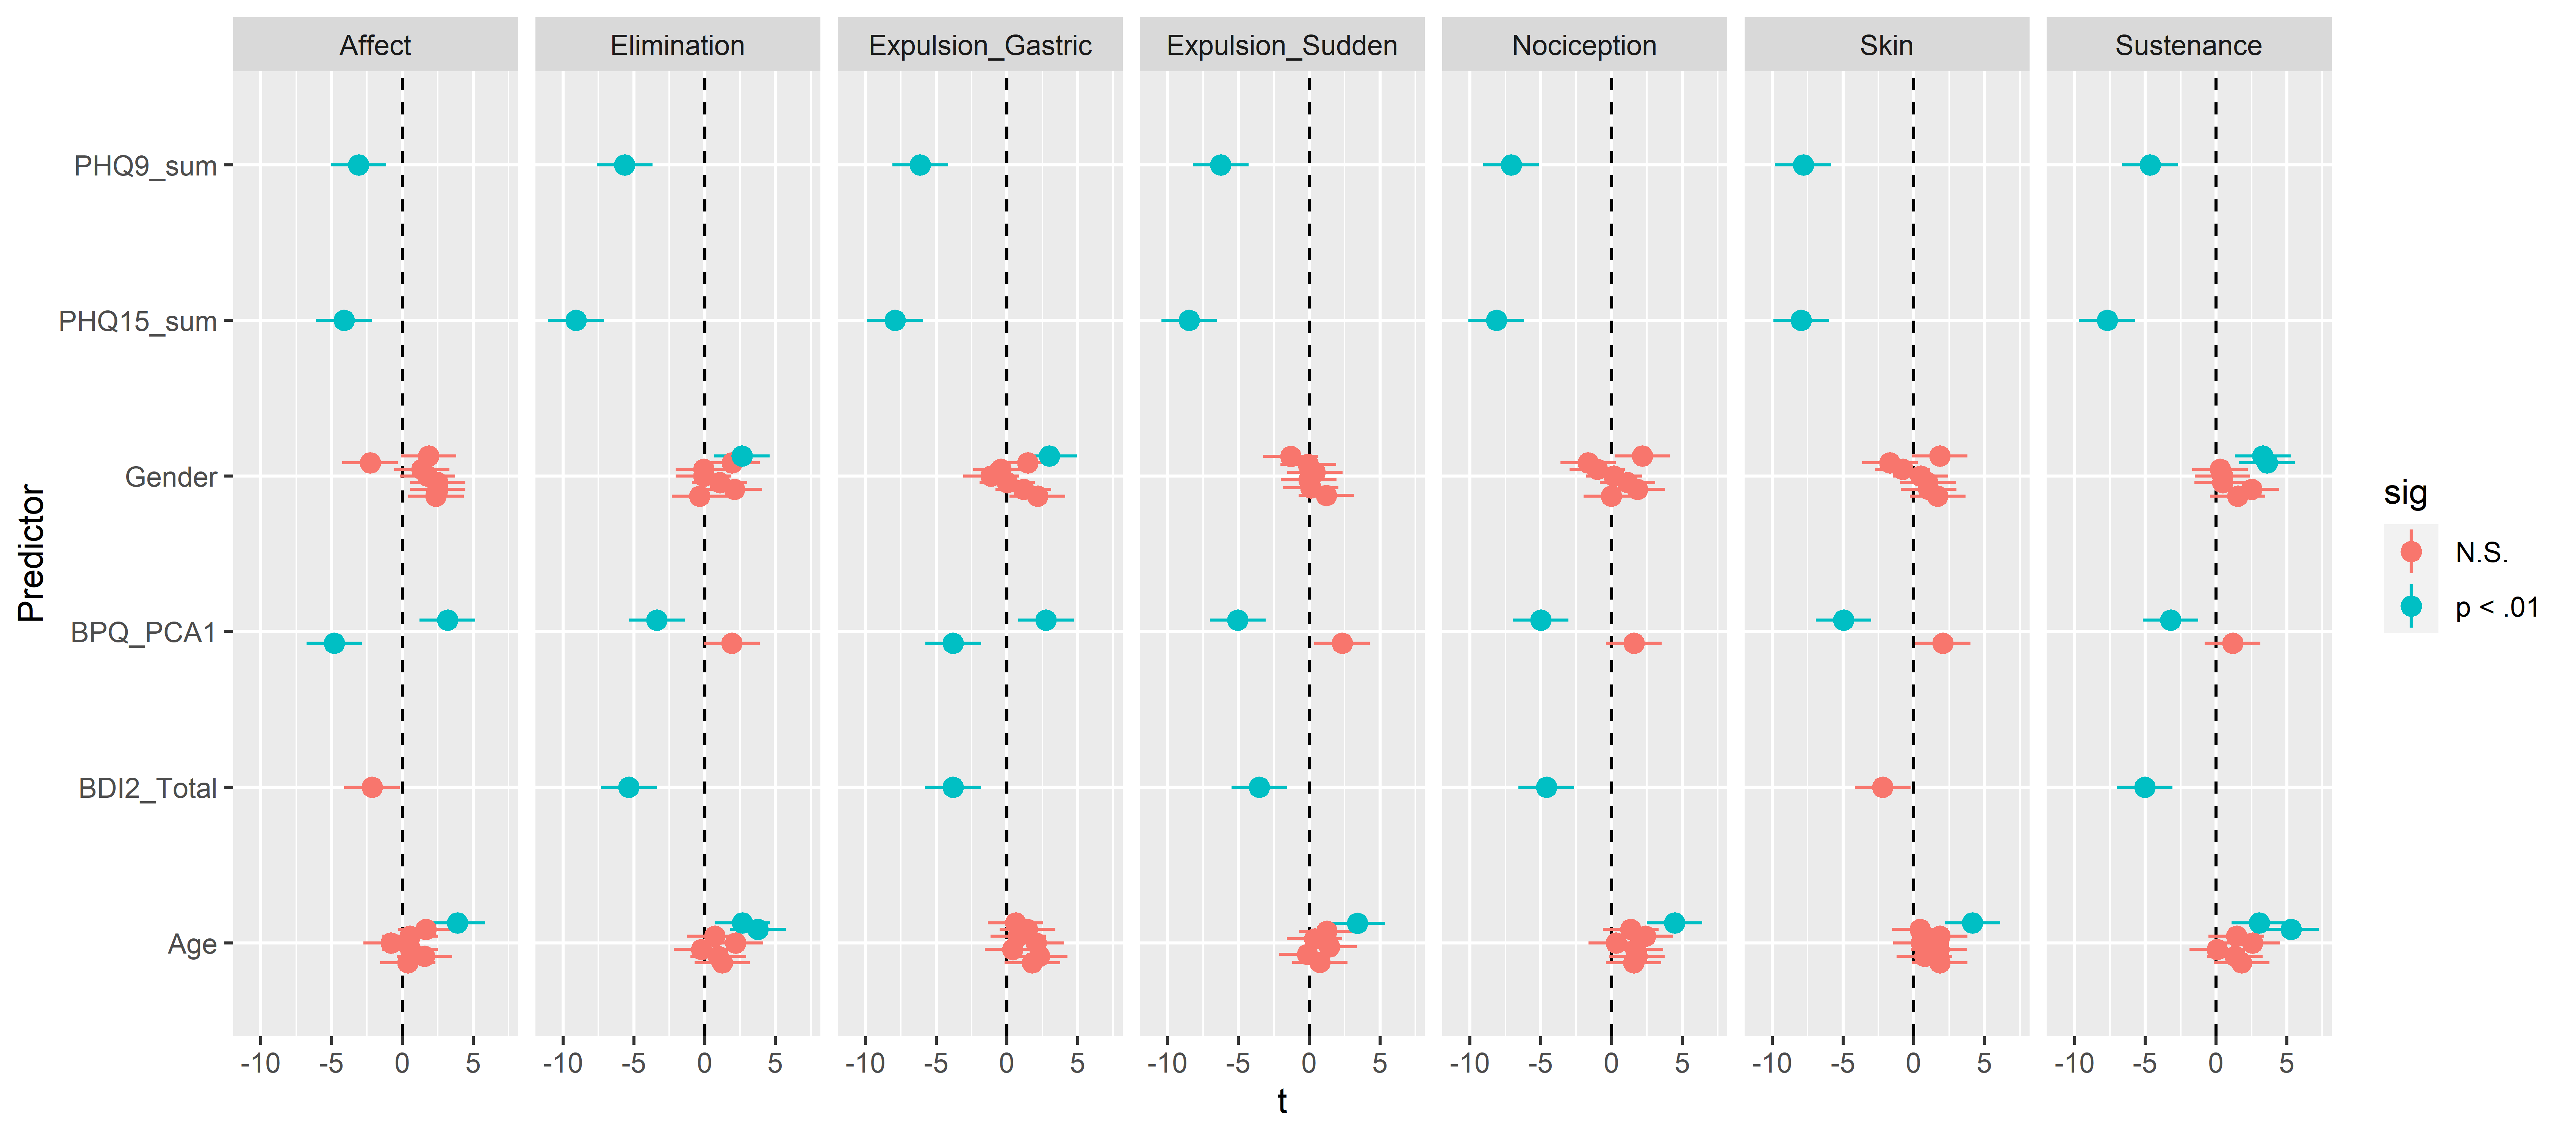 Affect Elimination Expulsion_Gastric Expulsion_Sudden Nociception Skin Sustenance
PHQ9_sum
PHQ15_sum
Gender
BPQ_PCA1
BDI2_Total
Age
Predictor
-10 -5 0 5 -10 -5 0 5 -10 -5 0 5 -10 -5 0 5 -10 -5 0 5 -10 -5 0 5 -10 -5 0 5
t
sig
N.S.
p < .01